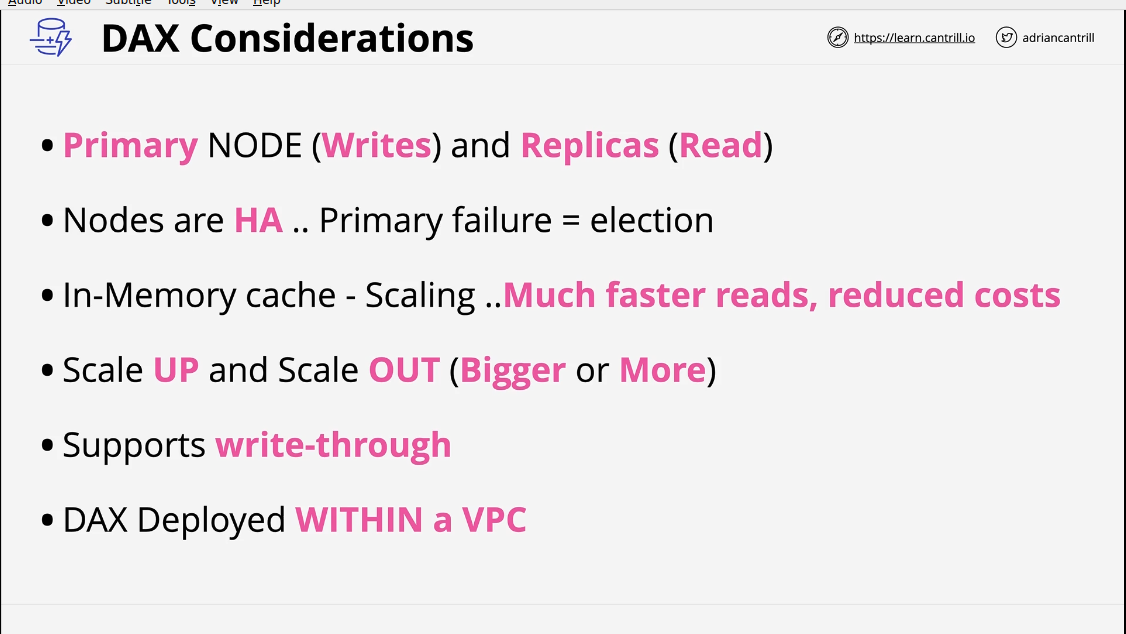 Audio Video Subtitle Tools View Help
DAX Considerations
https://learn.cantrill.io
adriancantrill
• Primary NODE (Writes) and Replicas (Read)
• Nodes are HA .. Primary failure = election
• In-Memory cache - Scaling ..Much faster reads, reduced costs
• Scale UP and Scale OUT (Bigger or More)
• Supports write-through
• DAX Deployed WITHIN a VPC